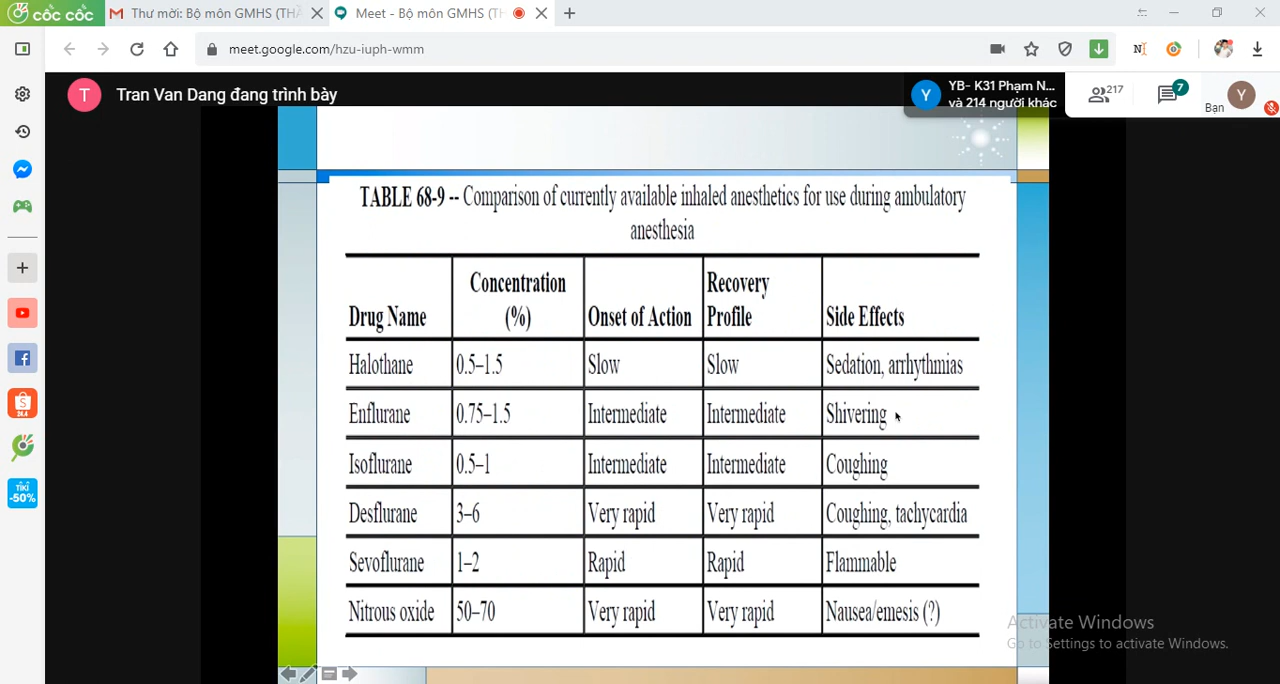 cốc cốc
Thư mời: Bộ môn GMHS (THẢ
Meet - Bộ môn GMHS (TH
meet.google.com/hzu-iuph-wmm
T
Tran Van Dang đang trình bày
Y
YB- K31 Phạm N...
và 214 người khác
217
7
Bạn
Y
TABLE 68-9 -- Comparison of currently available inhaled anesthetics for use during ambulatory
anesthesia
Drug Name Concentration (%) Onset of Action Recovery Profile Side Effects
Halothane 0.5–1.5 Slow Slow Sedation, arrhythmias
Enflurane 0.75–1.5 Intermediate Intermediate Shivering
Isoflurane 0.5–1 Intermediate Intermediate Coughing
Desflurane 3–6 Very rapid Very rapid Coughing, tachycardia
Sevoflurane 1–2 Rapid Rapid Flammable
Nitrous oxide 50–70 Very rapid Very rapid Nausea/emesis (?)
TIKI
-50%
Activate Windows
Go to Settings to activate Windows.